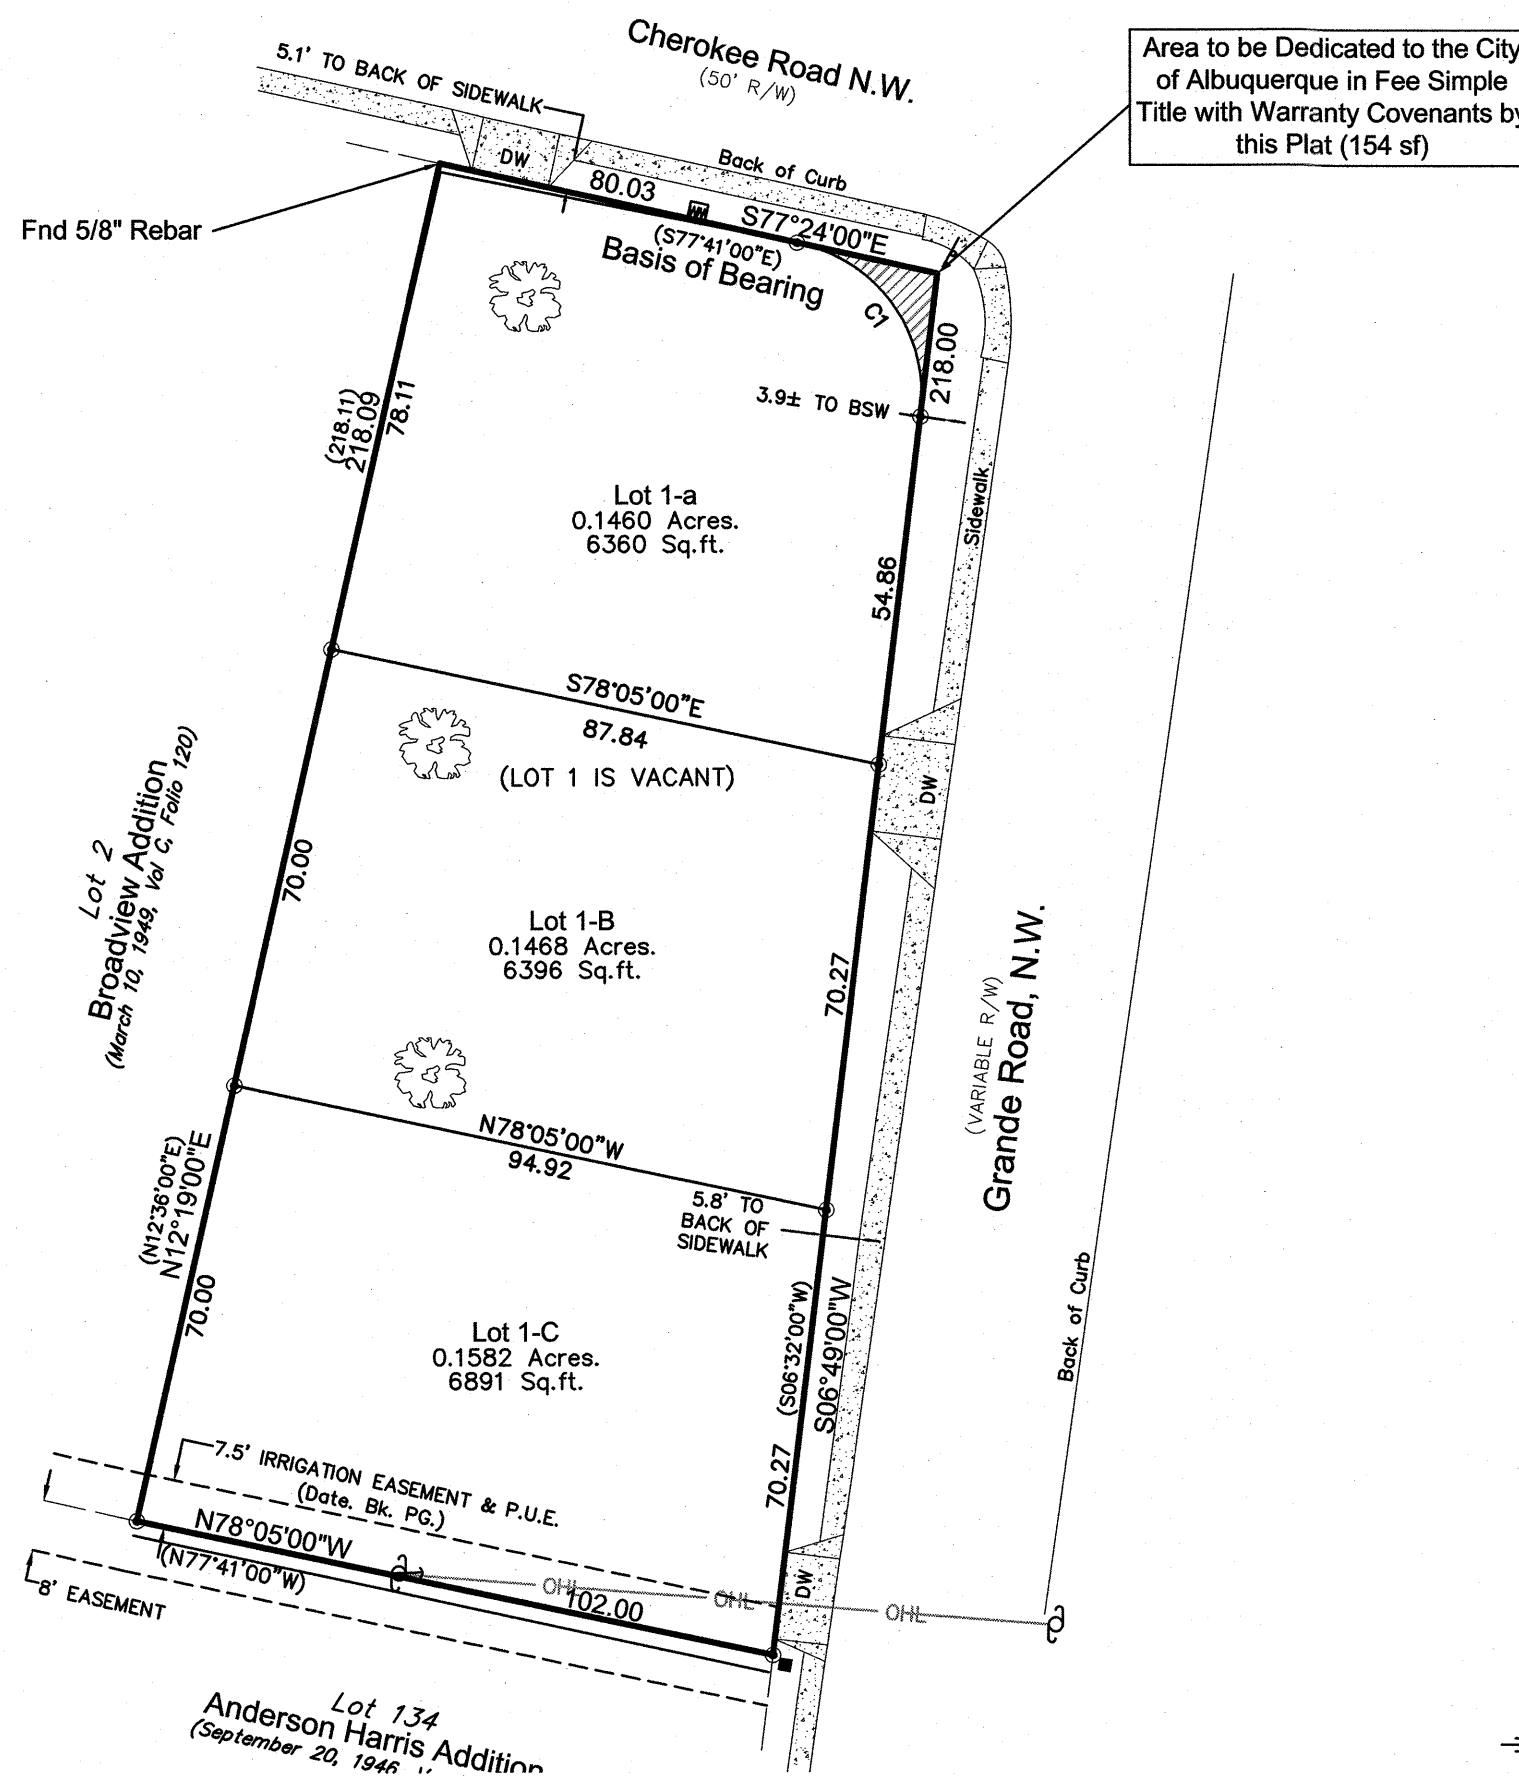 Cherokee Road N.W.
(50' R/W)
5.1' TO BACK OF SIDEWALK
Area to be Dedicated to the City
of Albuquerque in Fee Simple
Title with Warranty Covenants by
this Plat (154 sf)
DW
Back of Curb
80.03
S77°24'00"E
(S77°41'00"E)
Basis of Bearing
Fnd 5/8" Rebar
WM
C1
218.00
3.9± TO BSW
(218.11)
218.09
78.11
Sidewalk
Lot 1-a
0.1460 Acres.
6360 Sq.ft.
54.86
S78°05'00"E
87.84
(LOT 1 IS VACANT)
DW
Lot 2
Broadview Addition
(March 10, 1949, Vol C, Folio 120)
70.00
Lot 1-B
0.1468 Acres.
6396 Sq.ft.
70.27
(VARIABLE R/W)
Grande Road, N.W.
N78°05'00"W
94.92
5.8' TO
BACK OF
SIDEWALK
(N12°36'00"E)
N12°19'00"E
70.00
Lot 1-C
0.1582 Acres.
6891 Sq.ft.
(S06°32'00"W)
S06°49'00"W
Back of Curb
70.27
7.5' IRRIGATION EASEMENT & P.U.E.
(Date. Bk. PG.)
N78°05'00"W
(N77°41'00"W)
8' EASEMENT
OHL
102.00
OHL
DW
OHL
Lot 134
Anderson Harris Addition
(September 20, 1946,